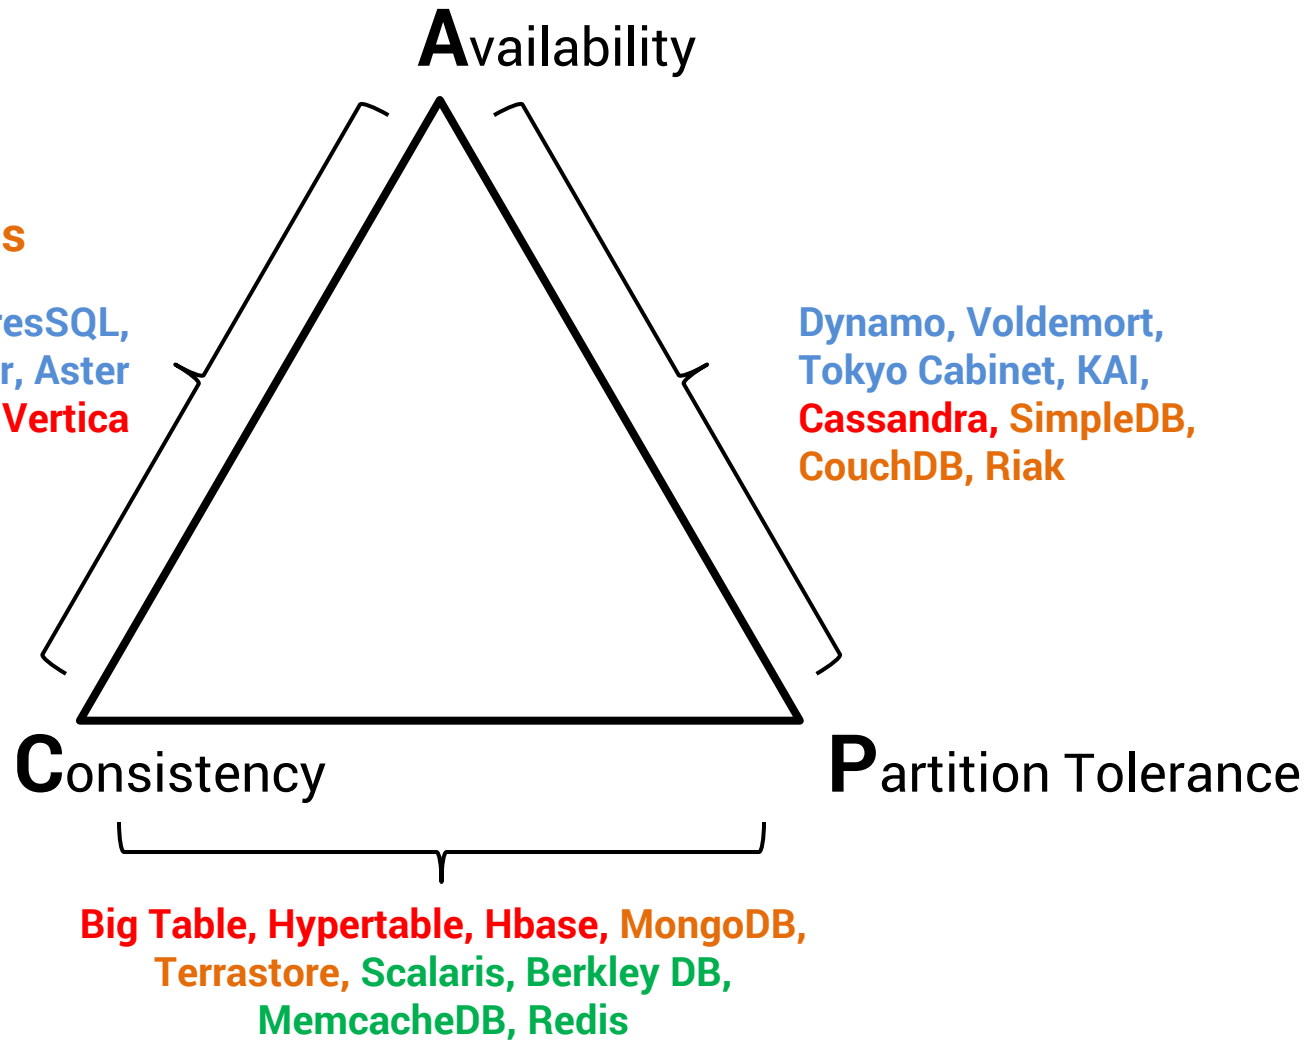 Availability
s
resSQL,
r, Aster
Vertica
Dynamo, Voldemort,
Tokyo Cabinet, KAI,
Cassandra, SimpleDB,
CouchDB, Riak
Consistency
Partition Tolerance
Big Table, Hypertable, Hbase, MongoDB,
Terrastore, Scalaris, Berkley DB,
MemcacheDB, Redis